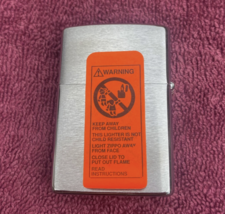 WARNING
KEEP AWAY
FROM CHILDREN
THIS LIGHTER IS NOT
CHILD RESISTANT
LIGHT ZIPPO AWAY
FROM FACE
CLOSE LID TO
PUT OUT FLAME
READ
INSTRUCTIONS